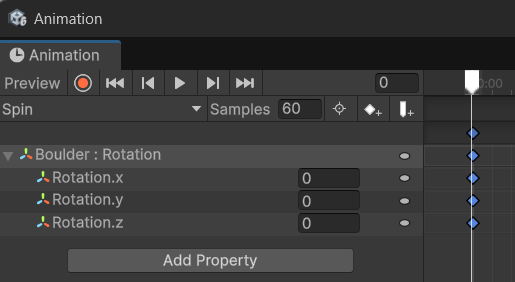 Animation
Animation
Preview 0 0:00
Spin Samples 60
Boulder : Rotation
Rotation.x 0
Rotation.y 0
Rotation.z 0
Add Property